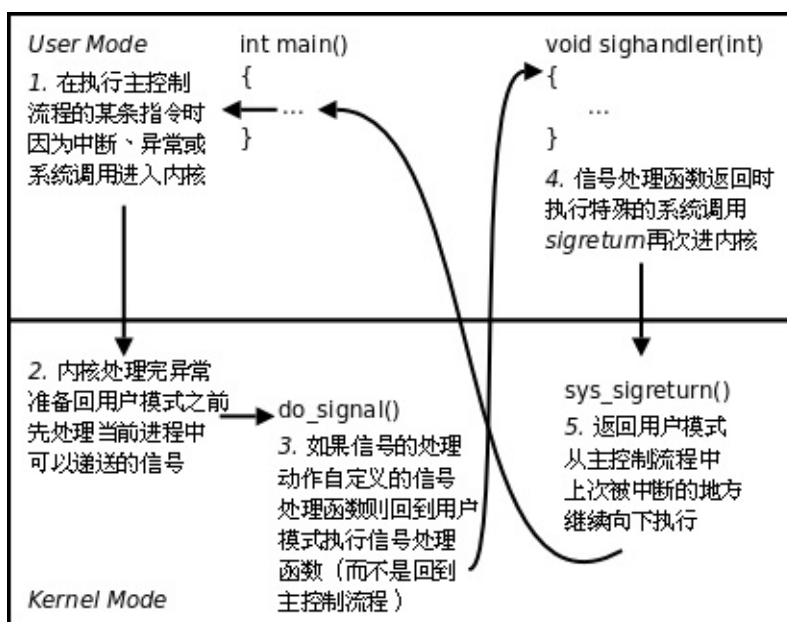 User Mode
1. 在执行主控制
流程的某条指令时
因为中断、异常或
系统调用进入内核
int main()
{
...
}
void sighandler(int)
{
...
}
4. 信号处理函数返回时
执行特殊的系统调用
sigreturn再次进内核
2. 内核处理完异常
准备回用户模式之前
先处理当前进程中
可以递送的信号
do_signal()
3. 如果信号的处理
动作自定义的信号
处理函数则回到用户
模式执行信号处理
函数（而不是回到
主控制流程）
sys_sigreturn()
5. 返回用户模式
从主控制流程中
上次被中断的地方
继续向下执行
Kernel Mode